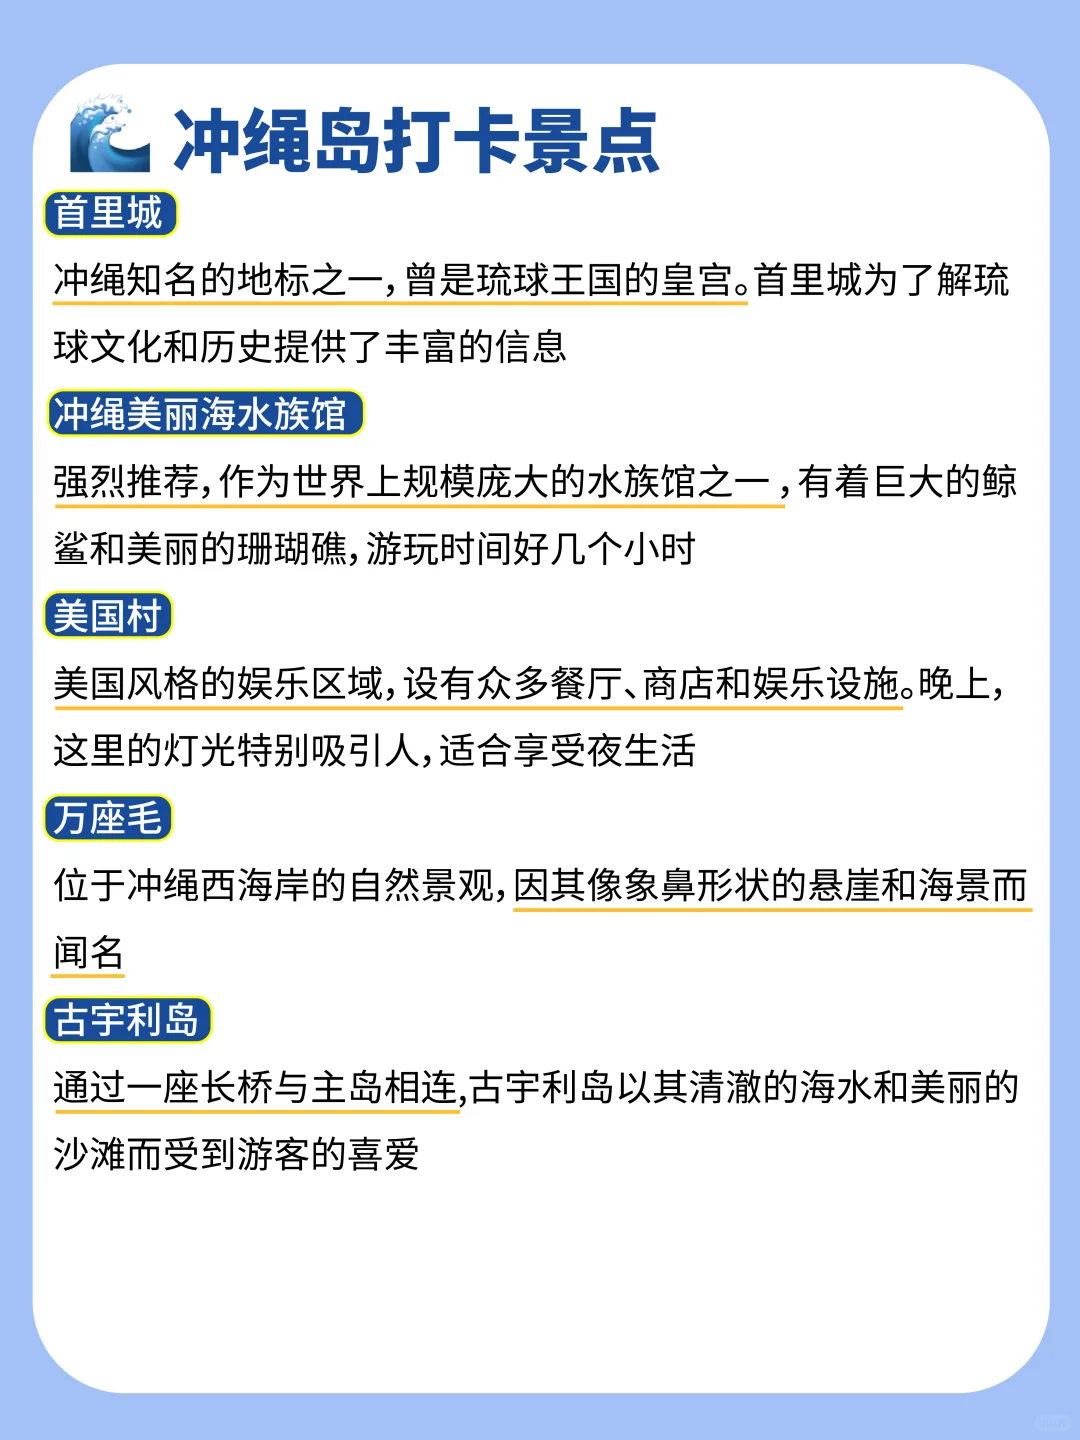 冲绳岛打卡景点
首里城
冲绳知名的地标之一，曾是琉球王国的皇宫。首里城为了解琉
球文化和历史提供了丰富的信息
冲绳美丽海水族馆
强烈推荐，作为世界上规模庞大的水族馆之一，有着巨大的鲸
鲨和美丽的珊瑚礁，游玩时间好几个小时
美国村
美国风格的娱乐区域，设有众多餐厅、商店和娱乐设施。晚上，
这里的灯光特别吸引人，适合享受夜生活
万座毛
位于冲绳西海岸的自然景观，因其像象鼻形状的悬崖和海景而
闻名
古宇利岛
通过一座长桥与主岛相连,古宇利岛以其清澈的海水和美丽的
沙滩而受到游客的喜爱